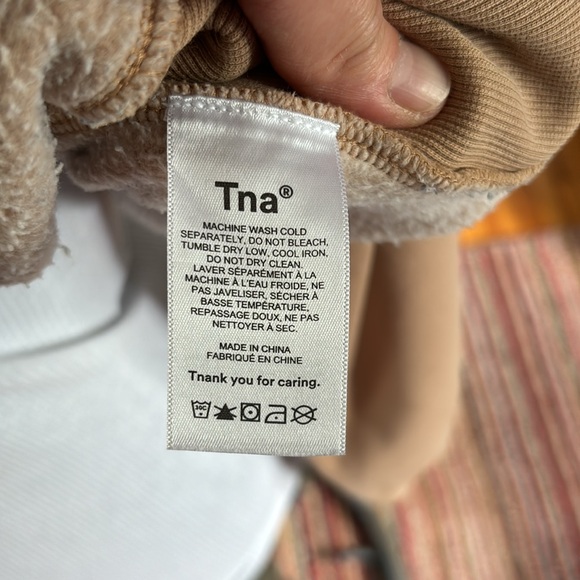 Tna®
MACHINE WASH COLD
SEPARATELY, DO NOT BLEACH,
TUMBLE DRY LOW, COOL IRON,
DO NOT DRY CLEAN.
LAVER SÉPARÉMENT À LA
MACHINE À L'EAU FROIDE, NE
PAS JAVELISER, SÉCHER À
BASSE TEMPÉRATURE,
REPASSAGE DOUX, NE PAS
NETTOYER À SEC.
MADE IN CHINA
FABRIQUÉ EN CHINE
Tnank you for caring.
30C